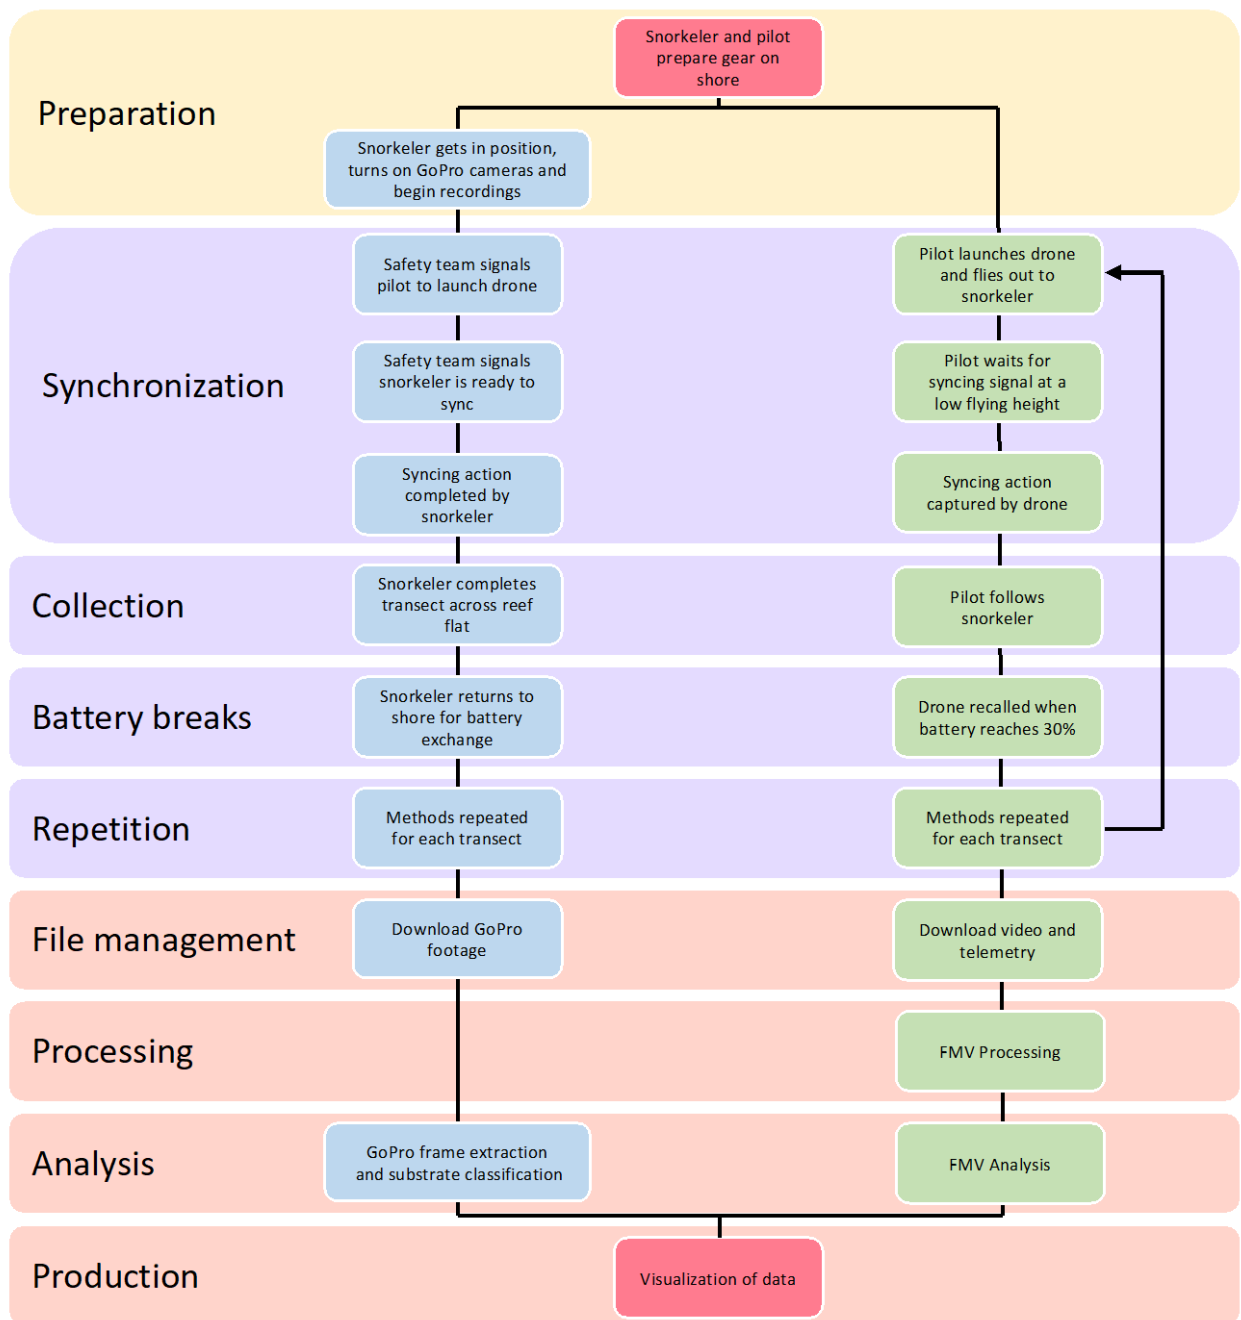 Snorkeler and pilot
prepare gear on
shore
Preparation
Snorkeler gets in position,
turns on GoPro cameras and
begin recordings
Synchronization
Safety team signals
pilot to launch drone
Pilot launches drone
and flies out to
snorkeler
Safety team signals
snorkeler is ready to
sync
Pilot waits for
syncing signal at a
low flying height
Syncing action
completed by
snorkeler
Syncing action
captured by drone
Collection
Snorkeler completes
transect across reef
flat
Pilot follows
snorkeler
Battery breaks
Snorkeler returns to
shore for battery
exchange
Drone recalled when
battery reaches 30%
Repetition
Methods repeated
for each transect
Methods repeated
for each transect
File management
Download GoPro
footage
Download video and
telemetry
Processing
FMV Processing
Analysis
GoPro frame extraction
and substrate classification
FMV Analysis
Production
Visualization of data